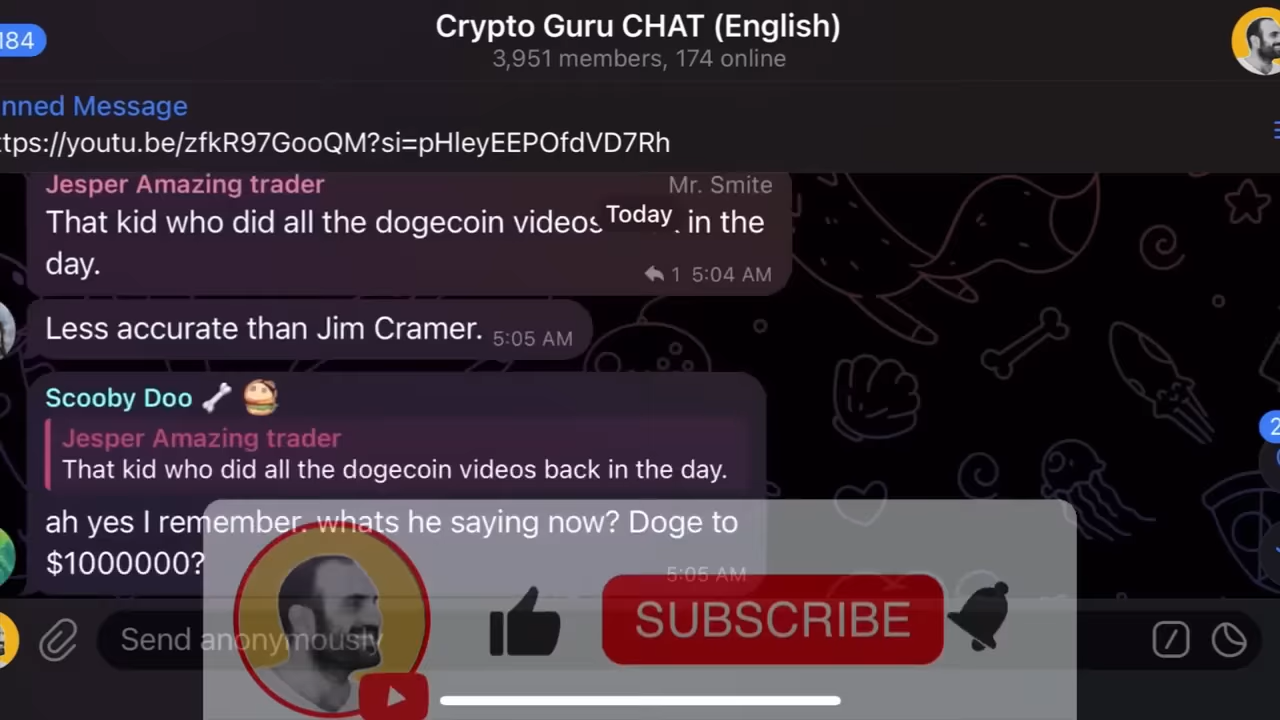 184
Crypto Guru CHAT (English)
3,951 members, 174 online
nned Message
ttps://youtu.be/zfkR97GooQM?si=pHleyEEPOfdVD7Rh
Jesper Amazing trader
Mr. Smite
That kid who did all the dogecoin videos
Today
in the
day.
1 5:04 AM
Less accurate than Jim Cramer. 5:05 AM
Scooby Doo
Jesper Amazing trader
That kid who did all the dogecoin videos back in the day.
ah yes I remember. whats he saying now? Doge to
$1000000?
5:05 AM
SUBSCRIBE
Send anonymously
2